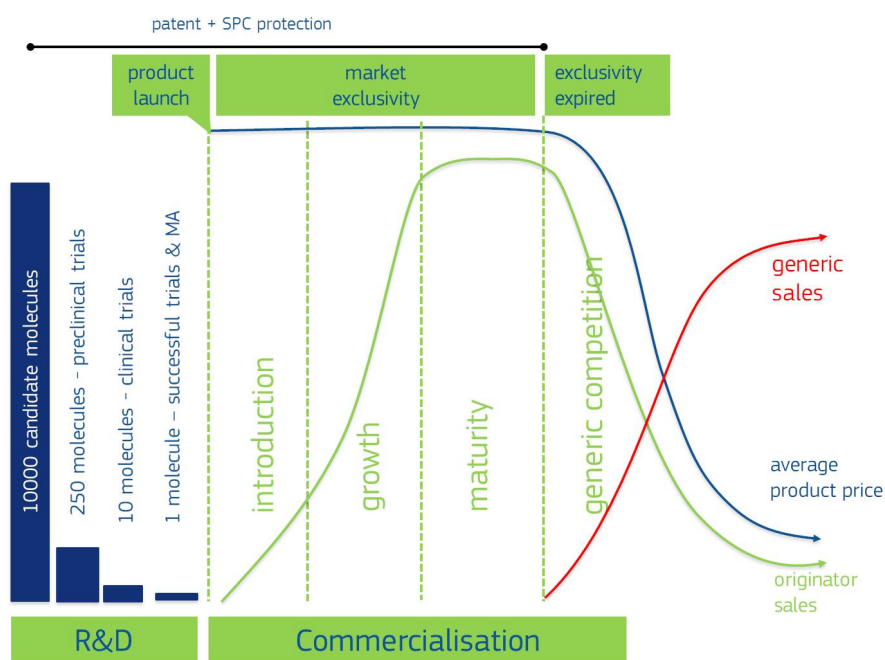 patent + SPC protection
product
launch
market
exclusivity
exclusivity
expired
10000 candidate molecules
250 molecules - preclinical trials
10 molecules - clinical trials
1 molecule – successful trials & MA
introduction
growth
maturity
generic competition
generic
sales
average
product price
originator
sales
R&D
Commercialisation